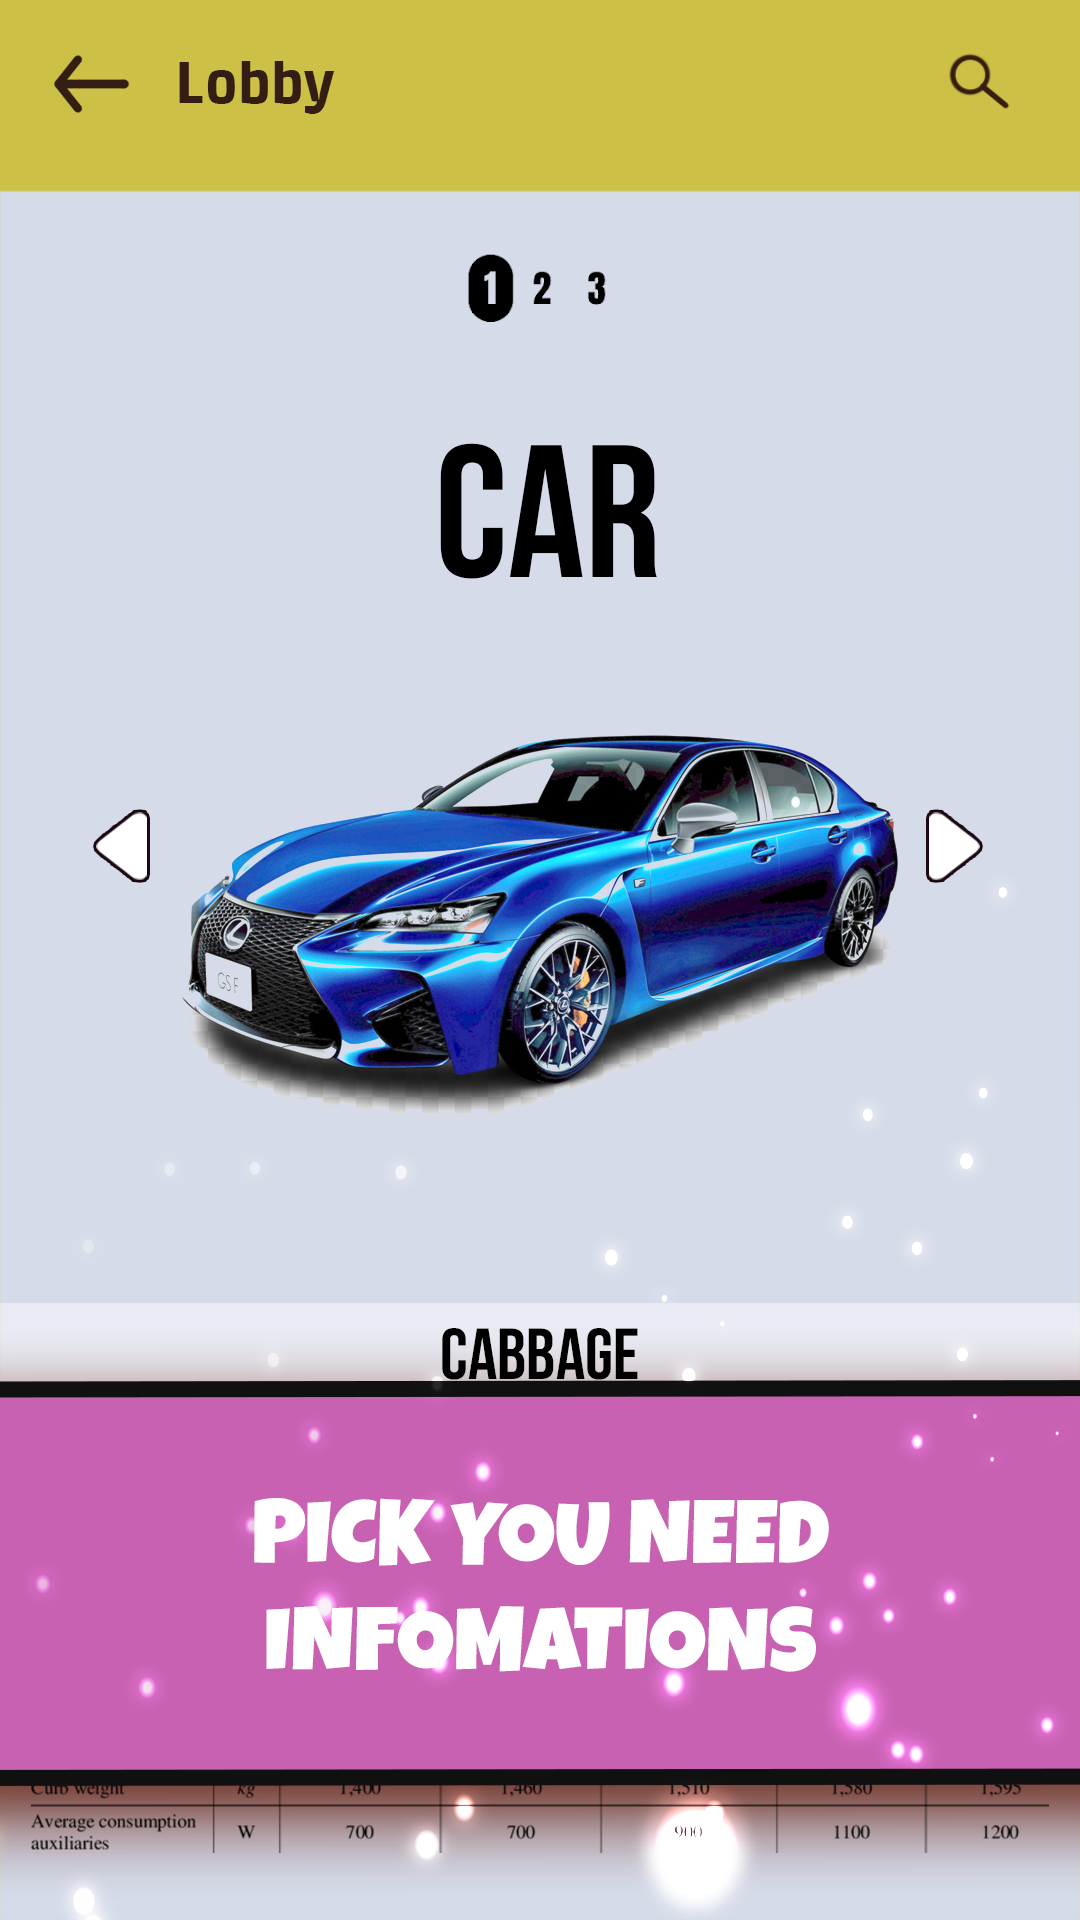 Lobby
1 2 3
CAR
GS F
CABBAGE
PICK YOU NEED
INFOMATIONS
Curb weight kg 1,400 1,460 1,510 1,580 1,595
Average consumption
auxiliaries W 700 700 900 1100 1200